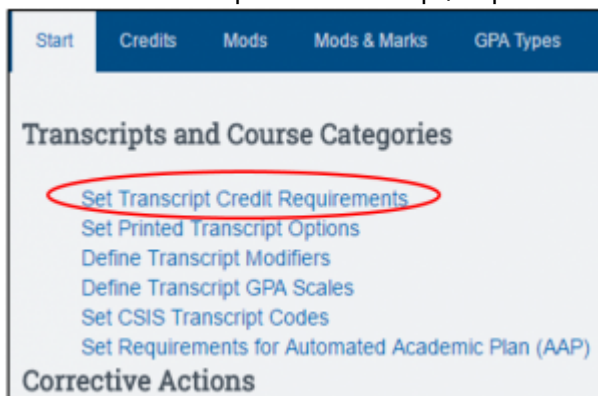 Start Credits Mods Mods & Marks GPA Types
Transcripts and Course Categories
Set Transcript Credit Requirements
Set Printed Transcript Options
Define Transcript Modifiers
Define Transcript GPA Scales
Set CSIS Transcript Codes
Set Requirements for Automated Academic Plan (AAP)
Corrective Actions